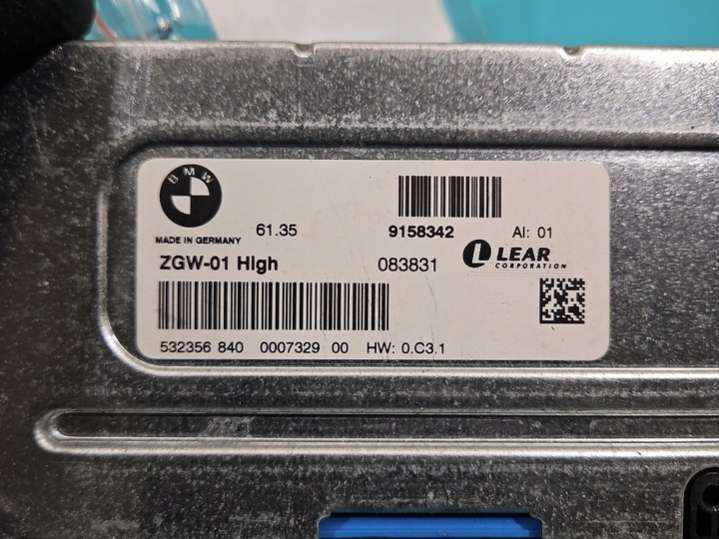 BMW
MADE IN GERMANY
61.35
9158342
AI: 01
ZGW-01 High
083831
LEAR
CORPORATION
532356 840 0007329 00 HW: 0.C3.1